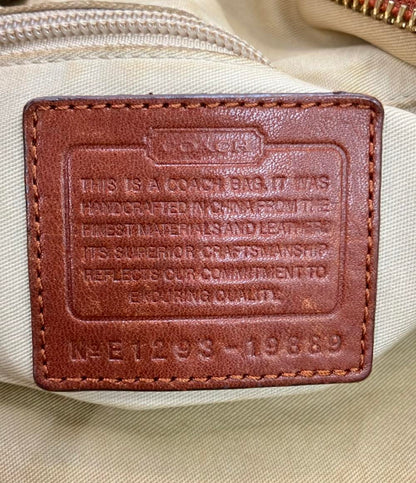 COACH
THIS IS A COACH BAG. IT WAS
HANDCRAFTED IN CHINA FROM THE
FINEST MATERIALS AND LEATHERS.
ITS SUPERIOR CRAFTSMANSHIP
REFLECTS OUR COMMITMENT TO
ENDURING QUALITY.
No E1293-19889